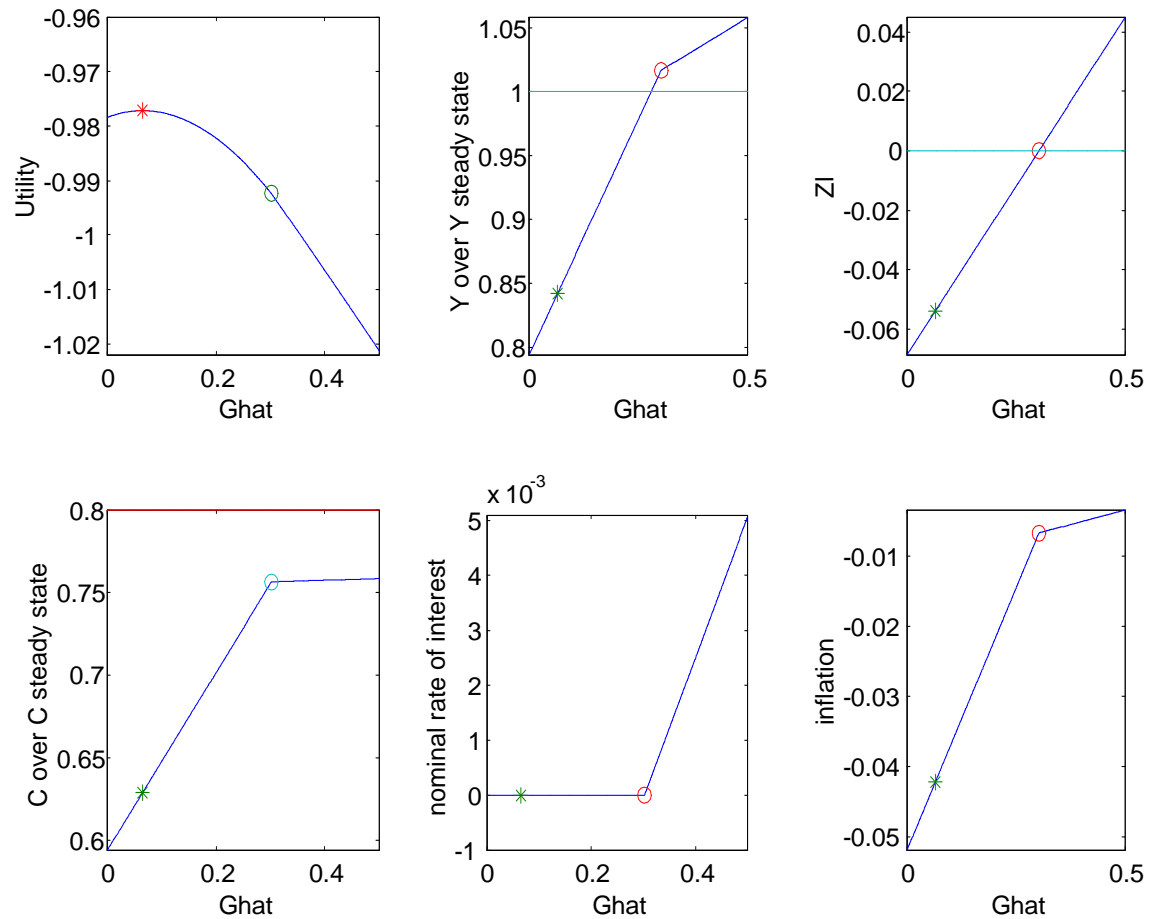 -0.96
-0.97
-0.98
-0.99
-1
-1.01
-1.02
0 0.2 0.4
Utility
Ghat
1.05
1
0.95
0.9
0.85
0.8
0 0.5
Y over Y steady state
Ghat
0.04
0.02
0
-0.02
-0.04
-0.06
0 0.5
ZI
Ghat
0.8
0.75
0.7
0.65
0.6
0 0.2 0.4
C over C steady state
Ghat
x 10-3
5
4
3
2
1
0
-1
0 0.2 0.4
nominal rate of interest
Ghat
-0.01
-0.02
-0.03
-0.04
-0.05
0 0.5
inflation
Ghat